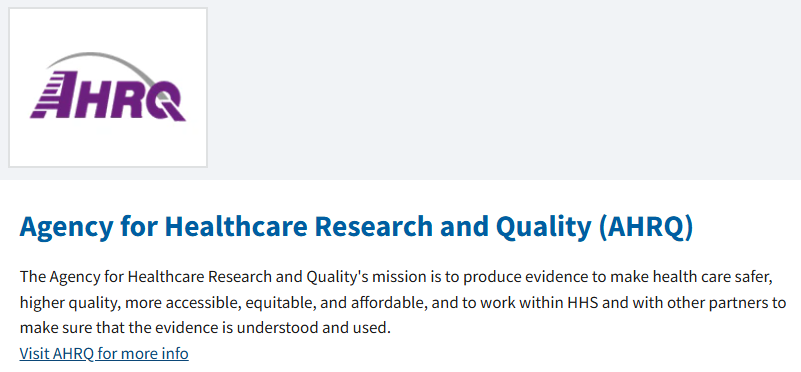 AHRQ
Agency for Healthcare Research and Quality (AHRQ)
The Agency for Healthcare Research and Quality's mission is to produce evidence to make health care safer,
higher quality, more accessible, equitable, and affordable, and to work within HHS and with other partners to
make sure that the evidence is understood and used.
Visit AHRQ for more info